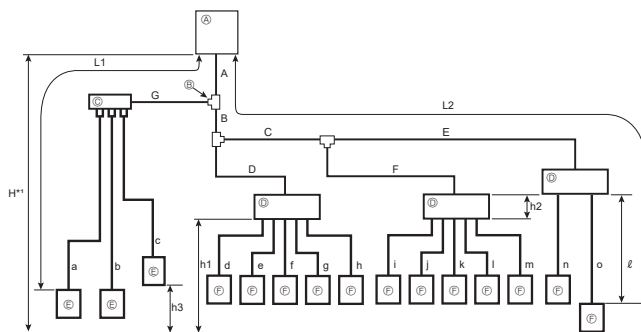 Ⓐ
L1
A
Ⓑ
Ⓒ
G
L2
B
C
E
H*1
D
F
Ⓓ
Ⓓ
Ⓓ
h2
a
b
c
h1
d
e
f
g
h
i
j
k
l
m
n
o
ℓ
Ⓔ
Ⓔ
Ⓔ
h3
Ⓕ
Ⓕ
Ⓕ
Ⓕ
Ⓕ
Ⓕ
Ⓕ
Ⓕ
Ⓕ
Ⓕ
Ⓕ
Ⓕ